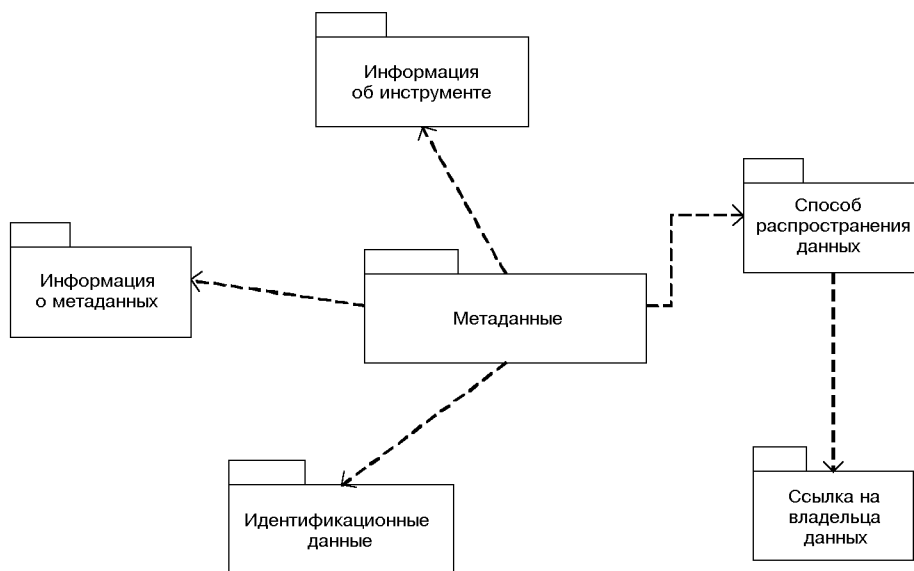 Информация
об инструменте
Способ
распространения
данных
Информация
о метаданных
Метаданные
Идентификационные
данные
Ссылка на
владельца
данных